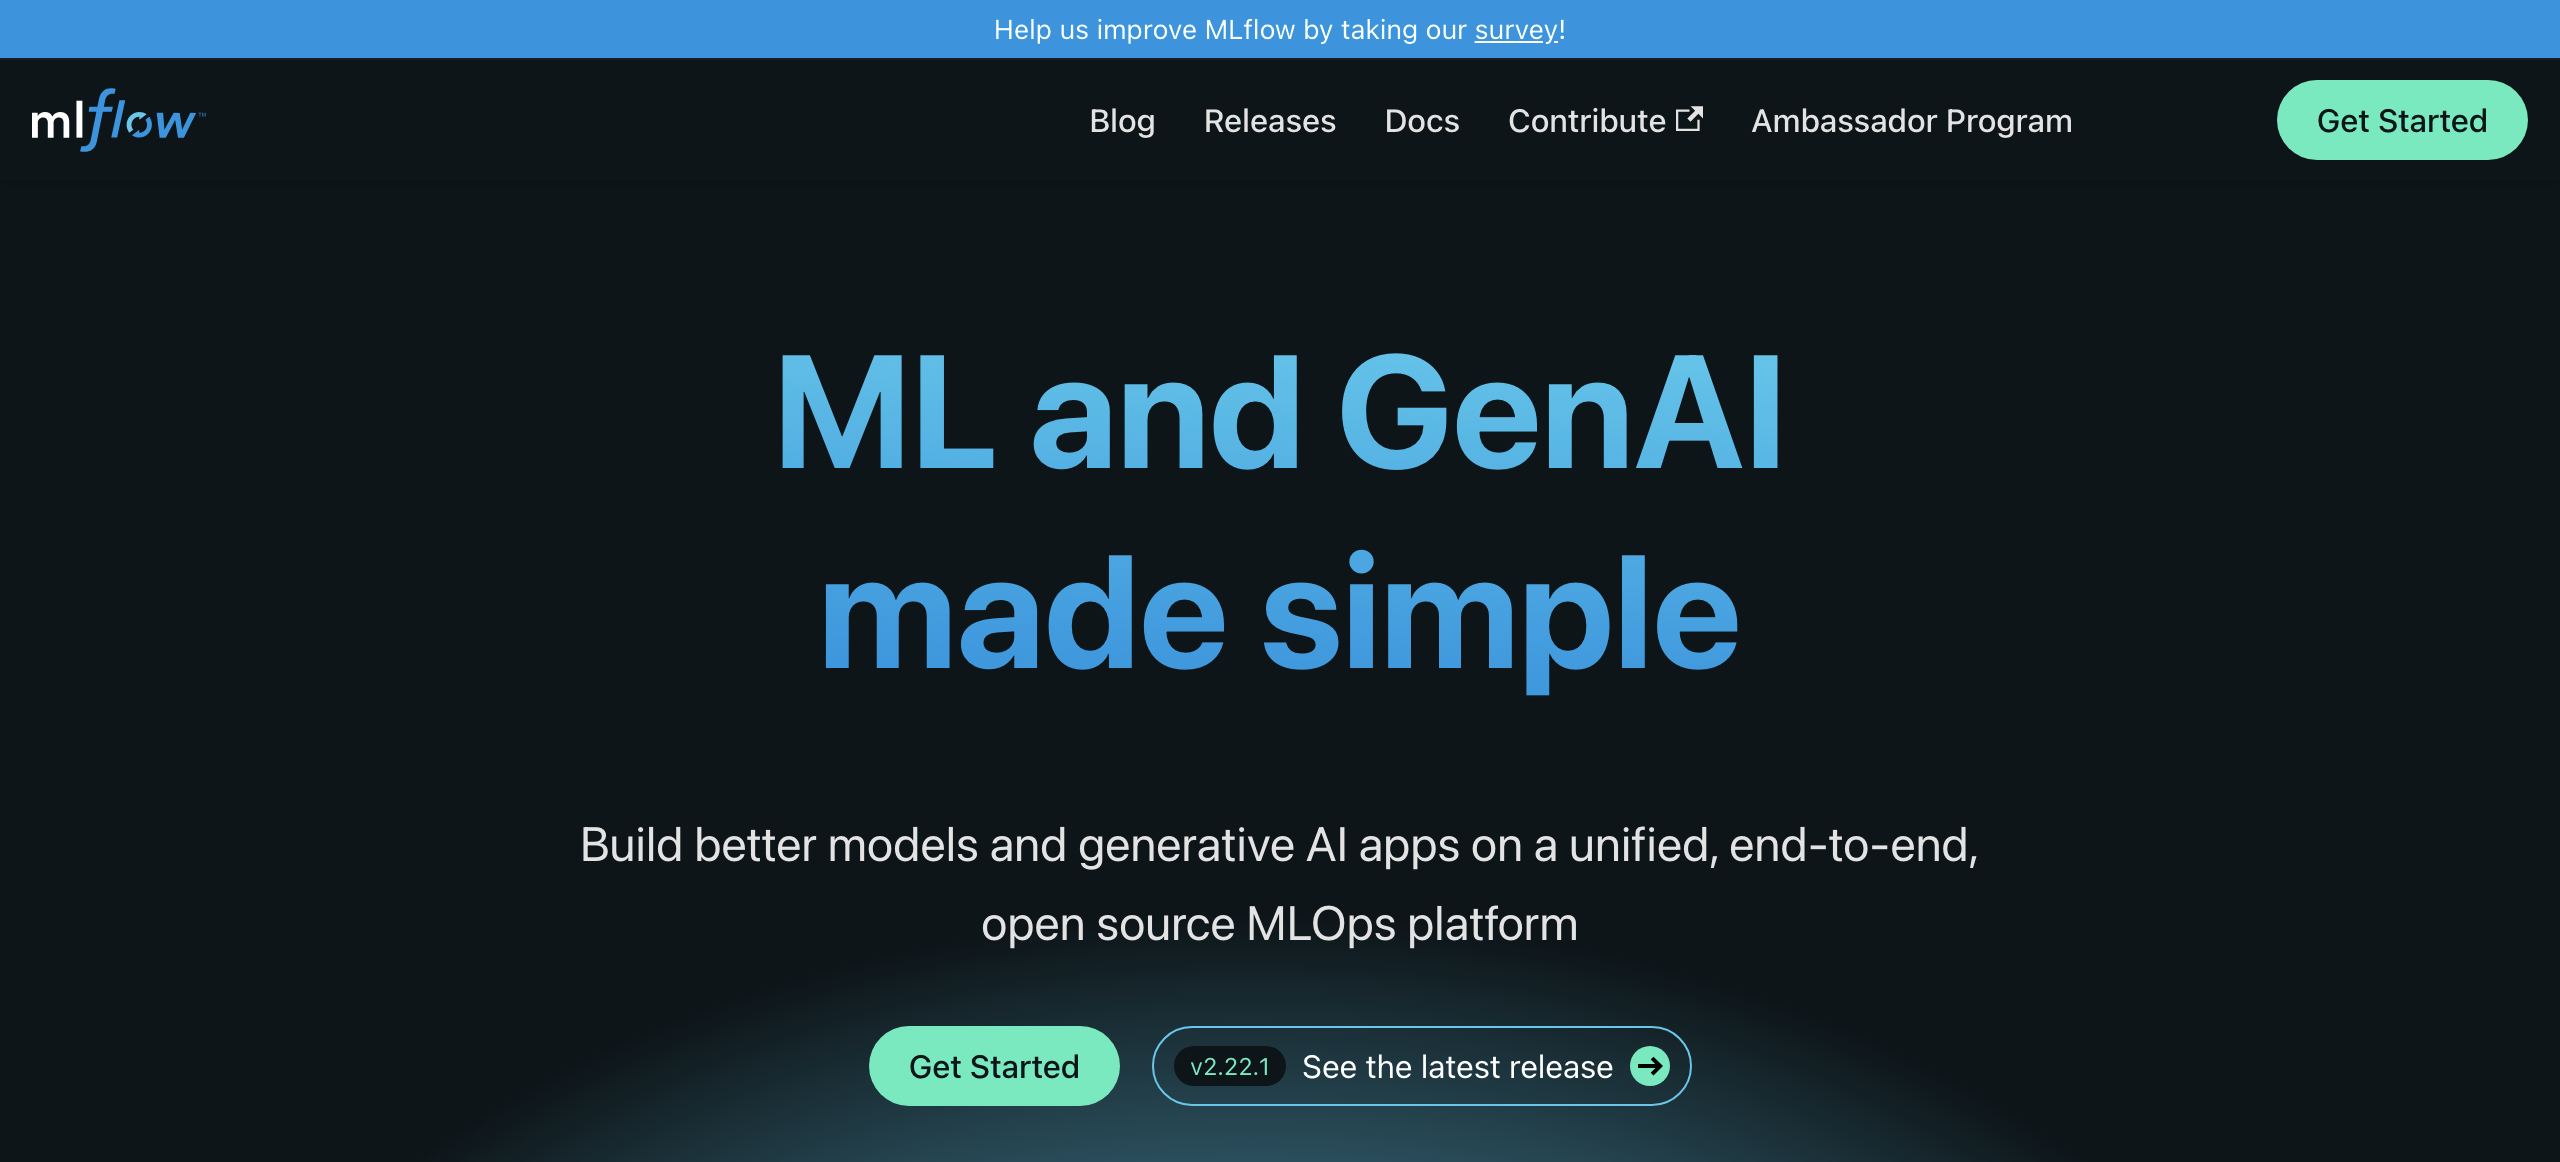 Help us improve MLflow by taking our survey!
mlflow™
Blog
Releases
Docs
Contribute
Ambassador Program
Get Started
ML and GenAI
made simple
Build better models and generative AI apps on a unified, end-to-end,
open source MLOps platform
Get Started
v2.22.1 See the latest release